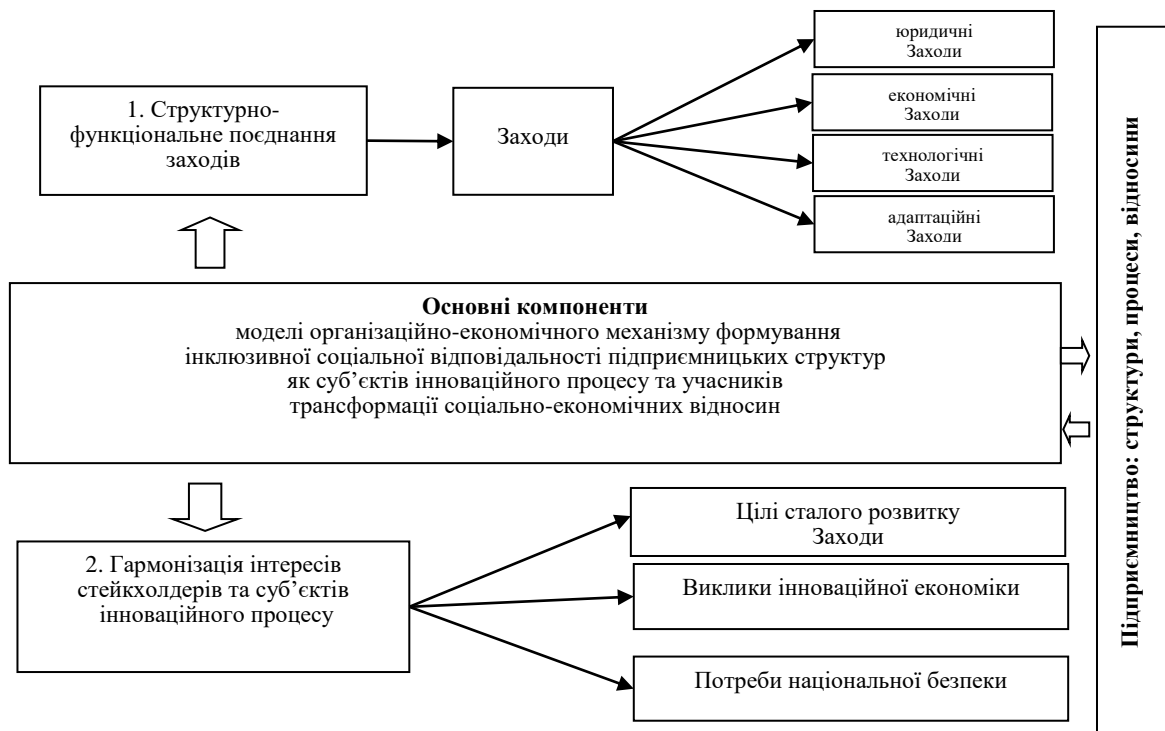 юридичні
Заходи
1. Структурно-
функціональне поєднання
заходів
Заходи
економічні
Заходи
технологічні
Заходи
адаптаційні
Заходи
Основні компоненти
моделі організаційно-економічного механізму формування
інклюзивної соціальної відповідальності підприємницьких структур
як суб’єктів інноваційного процесу та учасників
трансформації соціально-економічних відносин
Підприємництво: структури, процеси, відносини
2. Гармонізація інтересів
стейкхолдерів та суб’єктів
інноваційного процесу
Цілі сталого розвитку
Заходи
Виклики інноваційної економіки
Потреби національної безпеки